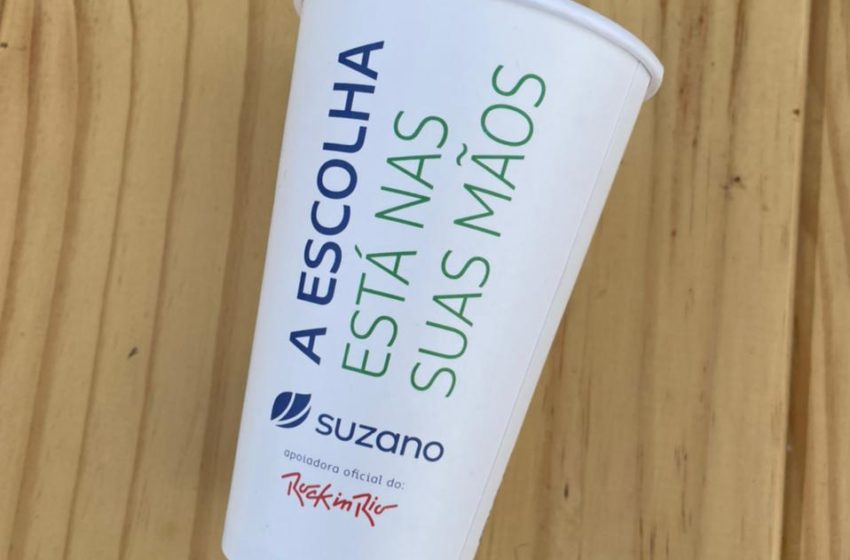 A ESCOLHA
ESTÁ NAS
SUAS MÃOS
suzano
apoiadora oficial do:
Rock in Rio